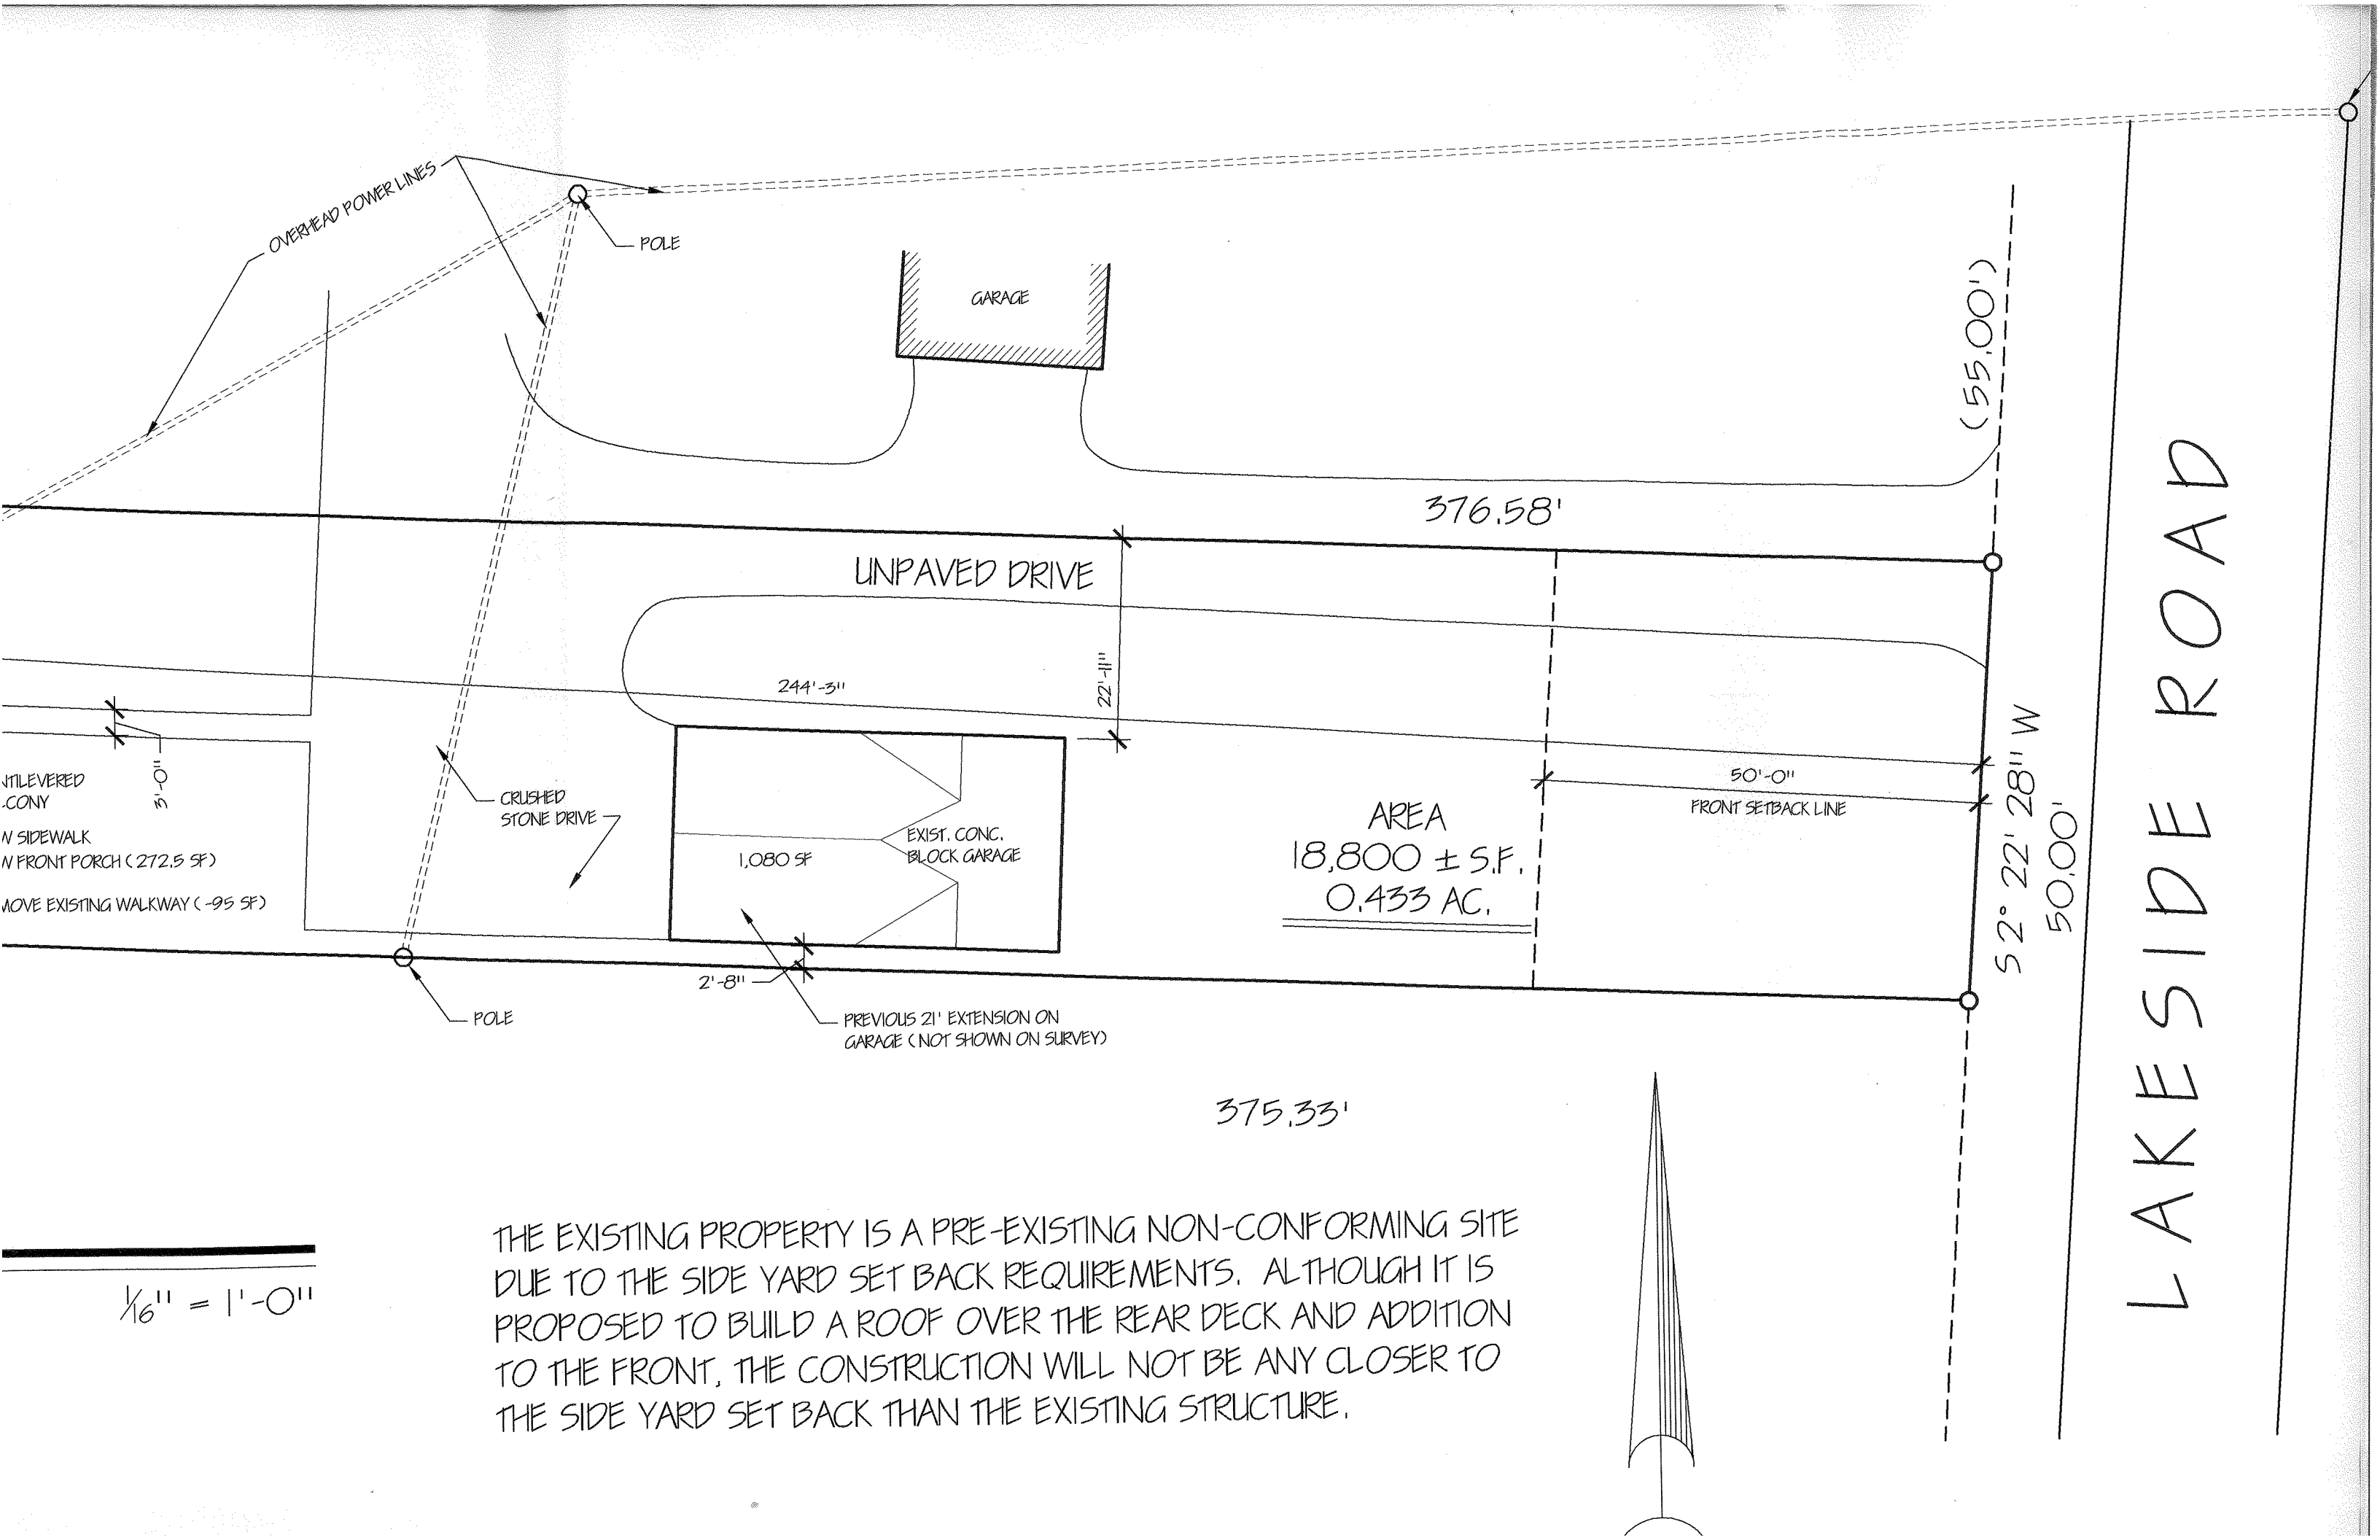 OVERHEAD POWER LINES
POLE
GARAGE
(55.00')
376.58'
UNPAVED DRIVE
22'-11"
244'-3"
3'-0"
CRUSHED
STONE DRIVE
EXIST. CONC.
BLOCK GARAGE
1,080 SF
AREA
18,800 ± S.F.
0.433 AC.
50'-0"
FRONT SETBACK LINE
S 2° 22' 28" W
50.00'
LAKESIDE ROAD
SIDEWALK
FRONT PORCH (272.5 SF)
EXISTING WALKWAY (-95 SF)
2'-8"
POLE
PREVIOUS 21' EXTENSION ON
GARAGE (NOT SHOWN ON SURVEY)
375.33'
1/16" = 1'-0"
THE EXISTING PROPERTY IS A PRE-EXISTING NON-CONFORMING SITE
DUE TO THE SIDE YARD SET BACK REQUIREMENTS. ALTHOUGH IT IS
PROPOSED TO BUILD A ROOF OVER THE REAR DECK AND ADDITION
TO THE FRONT, THE CONSTRUCTION WILL NOT BE ANY CLOSER TO
THE SIDE YARD SET BACK THAN THE EXISTING STRUCTURE.